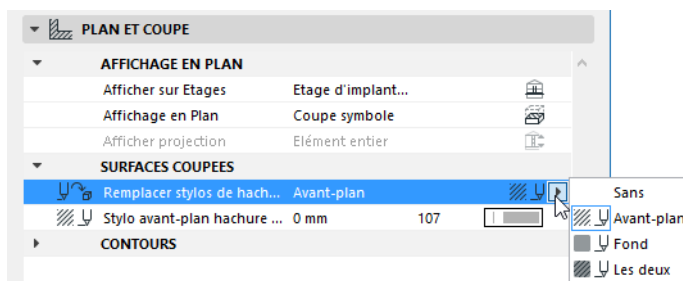 PLAN ET COUPE
AFFICHAGE EN PLAN
Afficher sur Etages Etage d'implant...
Affichage en Plan Coupe symbole
Afficher projection Elément entier
SURFACES COUPEES
Remplacer stylos de hach... Avant-plan
Sans
Stylo avant-plan hachure ... 0 mm 107
Avant-plan
CONTOURS
Fond
Les deux